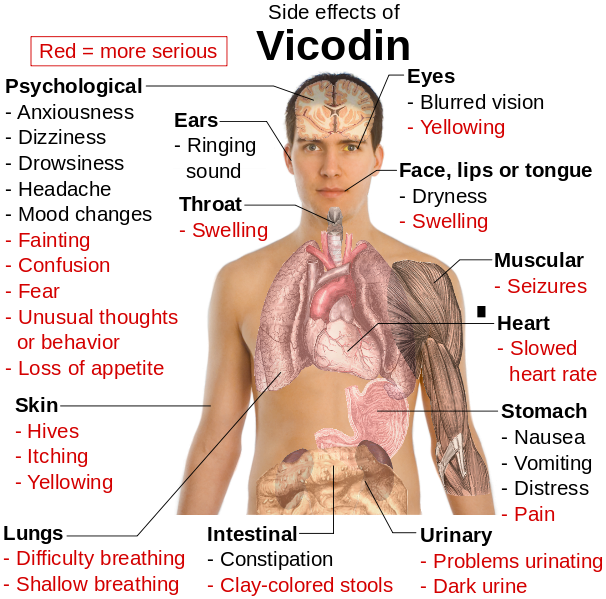 Side effects of
Vicodin
Red = more serious
Psychological
- Anxiousness
- Dizziness
- Drowsiness
- Headache
- Mood changes
- Fainting
- Confusion
- Fear
- Unusual thoughts
or behavior
- Loss of appetite
Ears
- Ringing
sound
Throat
- Swelling
Eyes
- Blurred vision
- Yellowing
Face, lips or tongue
- Dryness
- Swelling
Muscular
- Seizures
Heart
- Slowed
heart rate
Skin
- Hives
- Itching
- Yellowing
Stomach
- Nausea
- Vomiting
- Distress
- Pain
Lungs
- Difficulty breathing
- Shallow breathing
Intestinal
- Constipation
- Clay-colored stools
Urinary
- Problems urinating
- Dark urine